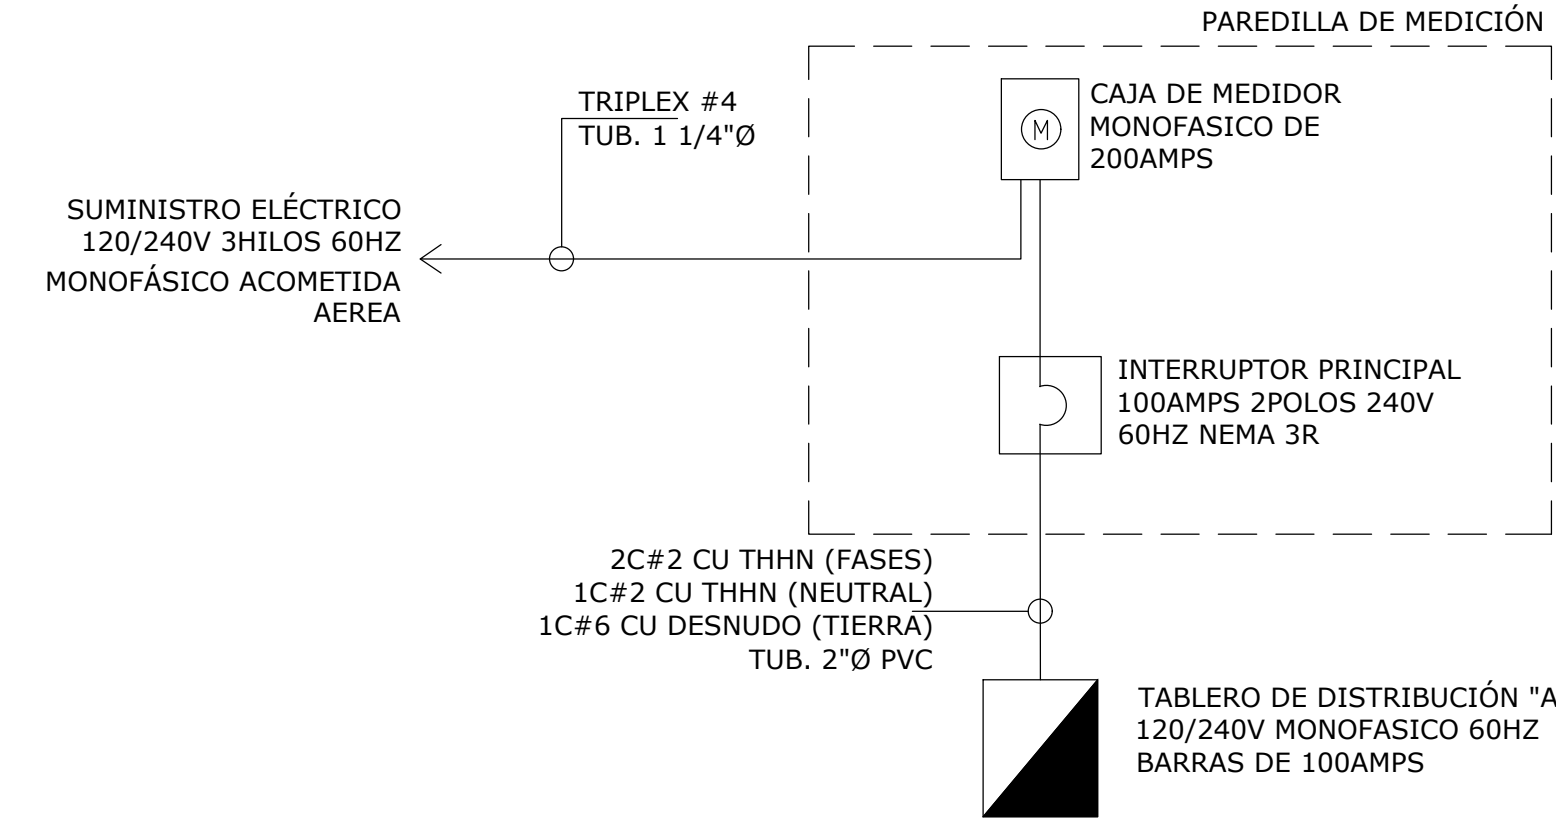 PAREDILLA DE MEDICIÓN
TRIPLEX #4
TUB. 1 1/4"Ø
CAJA DE MEDIDOR
MONOFASICO DE
200AMPS
M
SUMINISTRO ELÉCTRICO
120/240V 3HILOS 60HZ
MONOFÁSICO ACOMETIDA
AEREA
INTERRUPTOR PRINCIPAL
100AMPS 2POLOS 240V
60HZ NEMA 3R
2C#2 CU THHN (FASES)
1C#2 CU THHN (NEUTRAL)
1C#6 CU DESNUDO (TIERRA)
TUB. 2"Ø PVC
TABLERO DE DISTRIBUCIÓN "A
120/240V MONOFASICO 60HZ
BARRAS DE 100AMPS